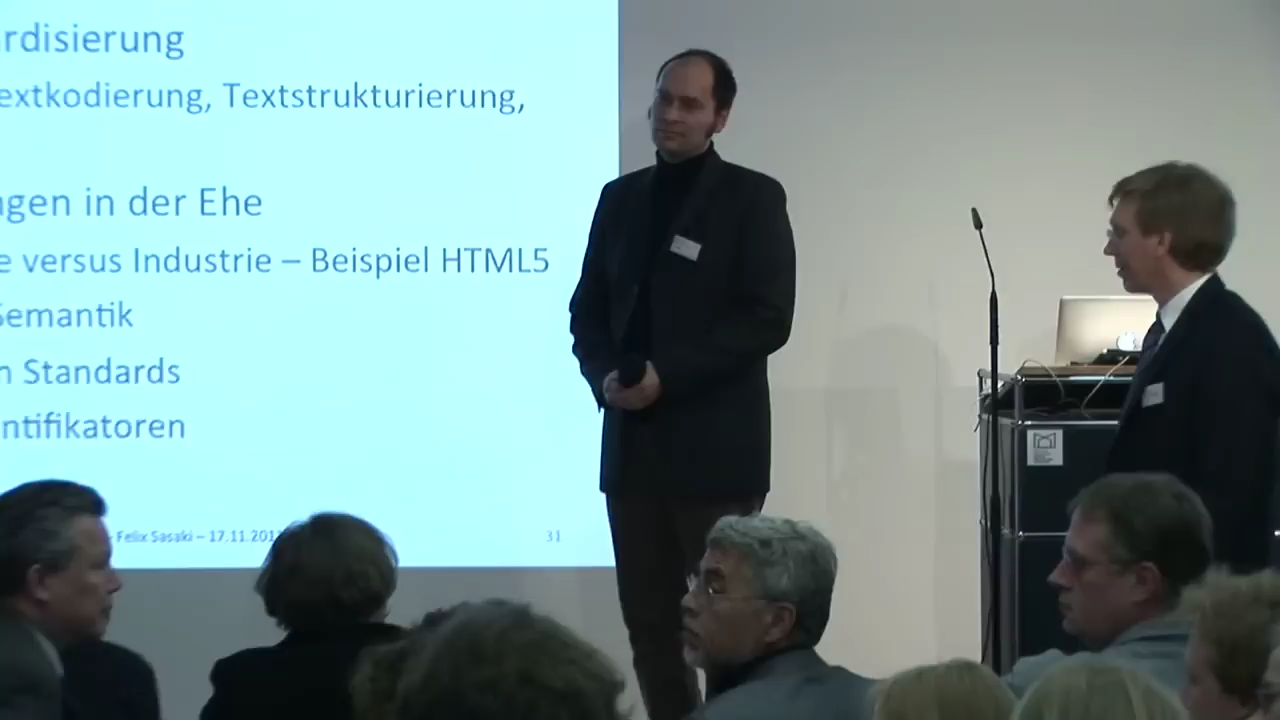 rdisierung
extkodierung, Textstrukturierung,
ngen in der Ehe
e versus Industrie – Beispiel HTML5
Semantik
n Standards
ntifikatoren
- Felix Sasaki – 17.11.201
31